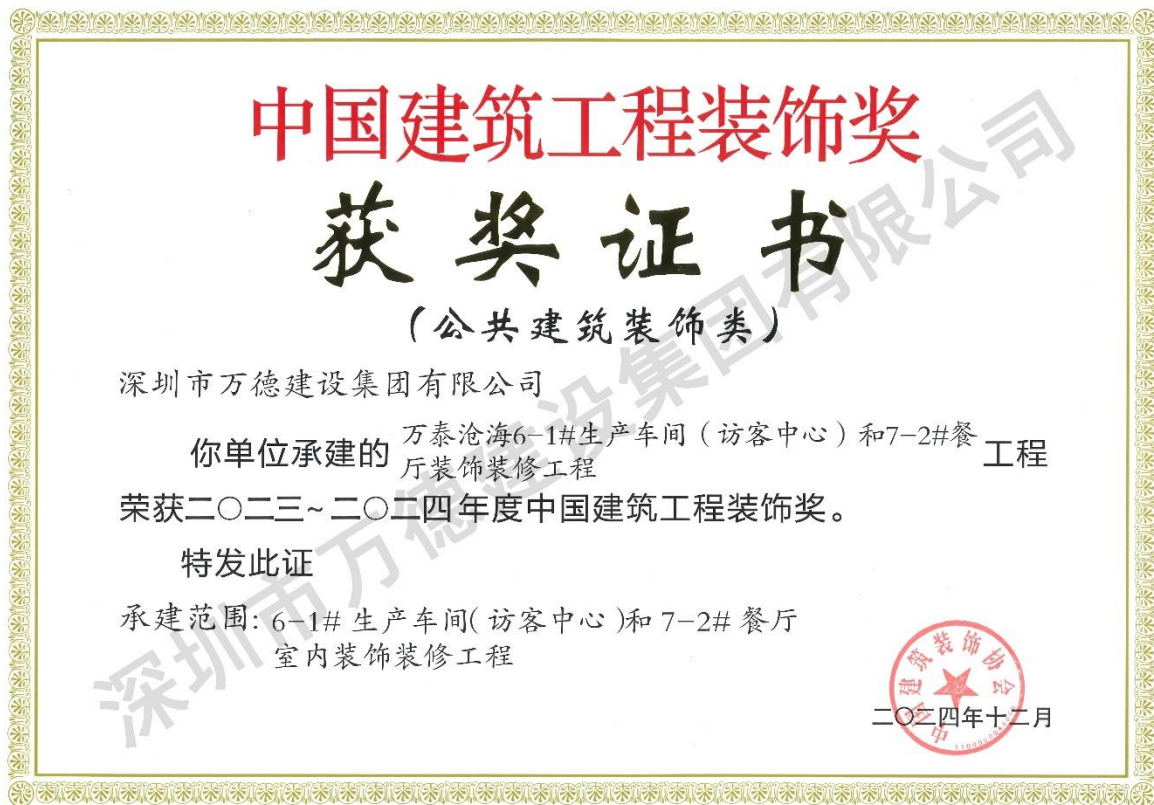 中国建筑工程装饰奖
获奖证书
(公共建筑装饰类)
深圳市万德建设集团有限公司
你单位承建的 万泰沧海6-1#生产车间(访客中心)和7-2#餐
厅装饰装修工程 工程
荣获二〇二三~二〇二四年度中国建筑工程装饰奖。
特发此证
承建范围: 6-1# 生产车间(访客中心)和 7-2# 餐厅
室内装饰装修工程
中国建筑装饰协会
二〇二四年十二月
深圳市万德建设集团有限公司